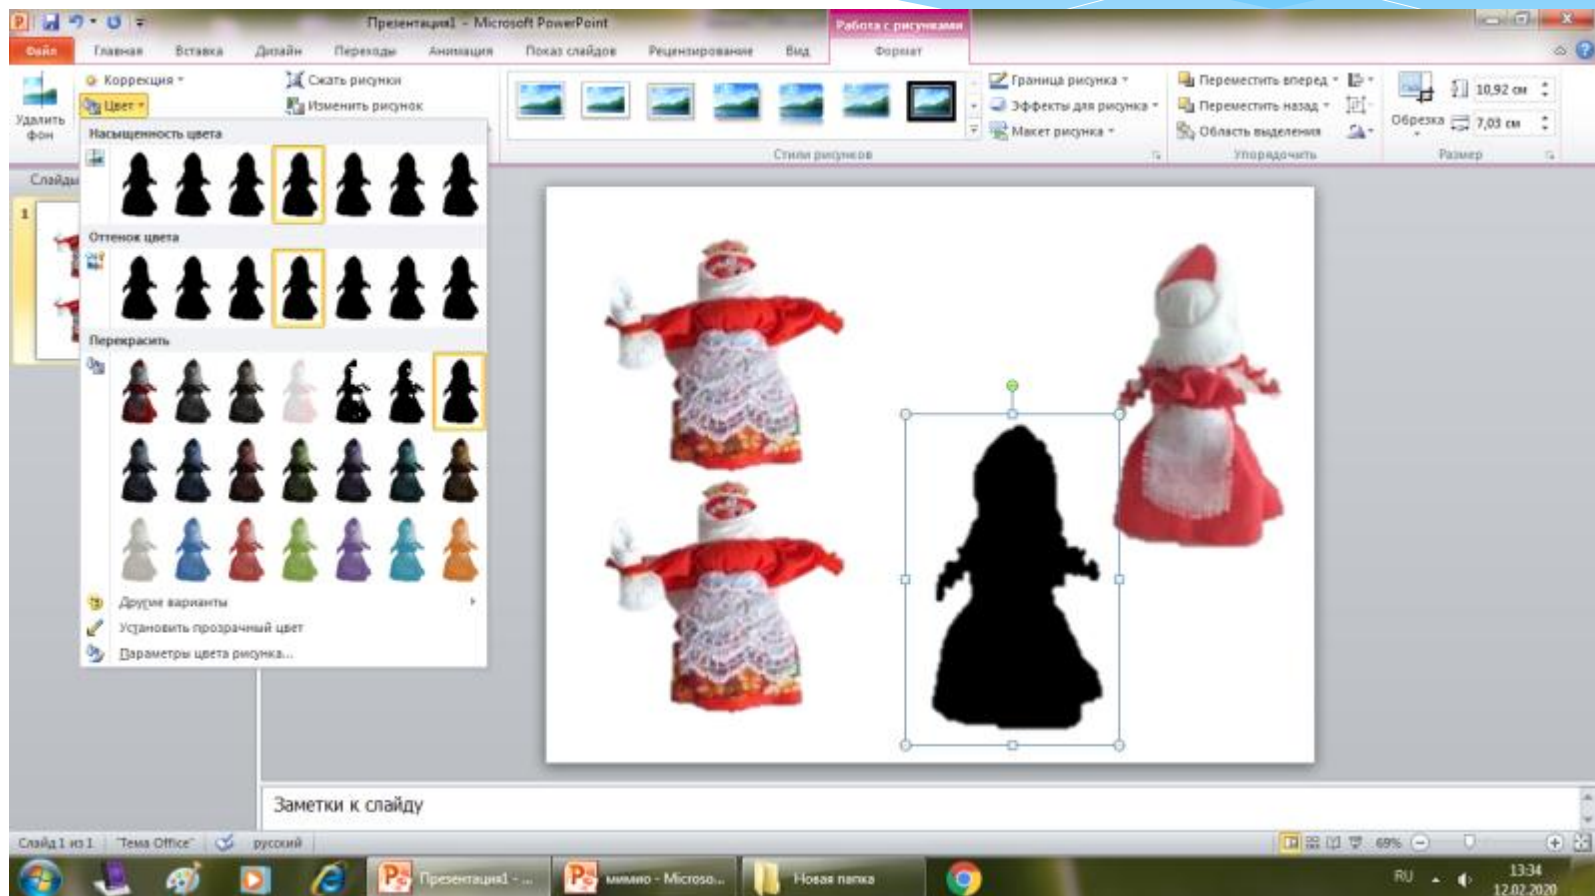 Презентация1 - Microsoft PowerPoint
Работа с рисунками
Файл Главная Вставка Дизайн Переходы Анимация Показ слайдов Рецензирование Вид Формат
Удалить фон
Коррекция
Цвет
Сжать рисунки
Изменить рисунок
Стили рисунков
Граница рисунка
Эффекты для рисунка
Макет рисунка
Переместить вперед
Переместить назад
Область выделения
Упорядочить
Обрезка
10,92 см
7,03 см
Размер
Слайды
1
Насыщенность цвета
Оттенок цвета
Перекрасить
Другие варианты
Установить прозрачный цвет
Параметры цвета рисунка...
Заметки к слайду
Слайд 1 из 1 "Тема Office" русский
69%
Презентация1 - ...
мимио - Microso...
Новая папка
RU
13:34
12.02.2020